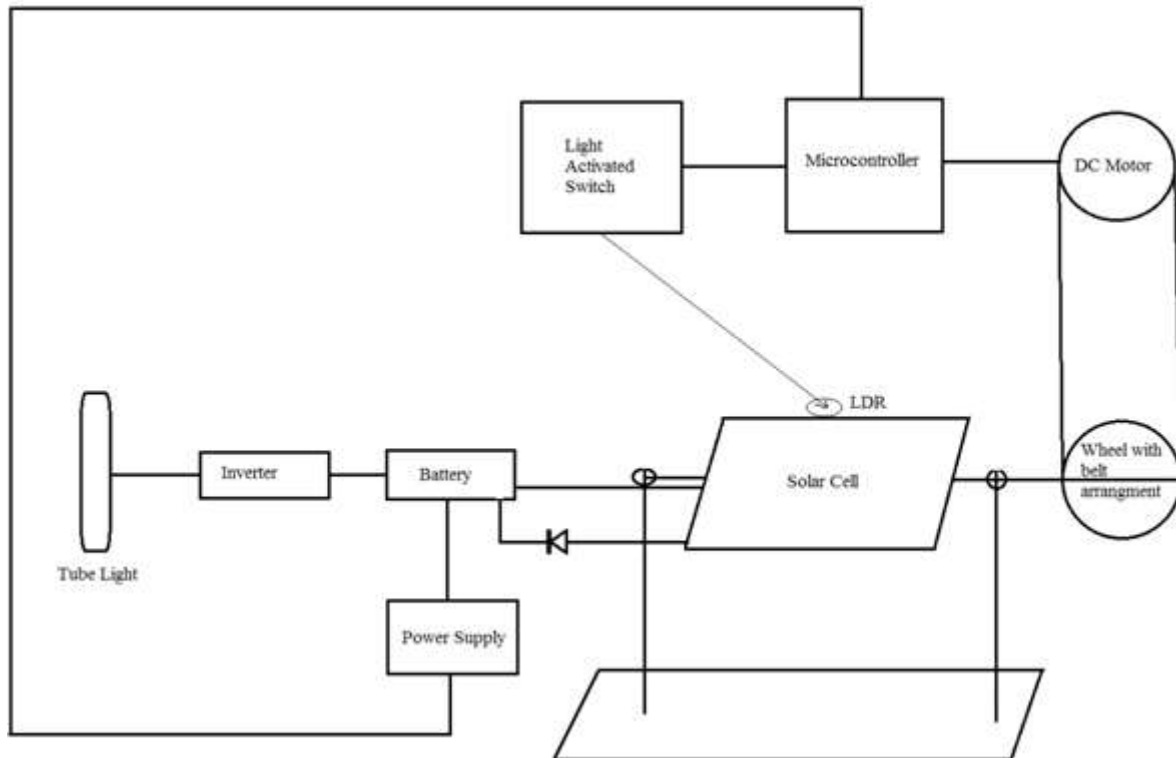 Light
Activated
Switch
Microcontroller
DC Motor
LDR
Solar Cell
Wheel with
belt
arrangment
Battery
Inverter
Tube Light
Power Supply